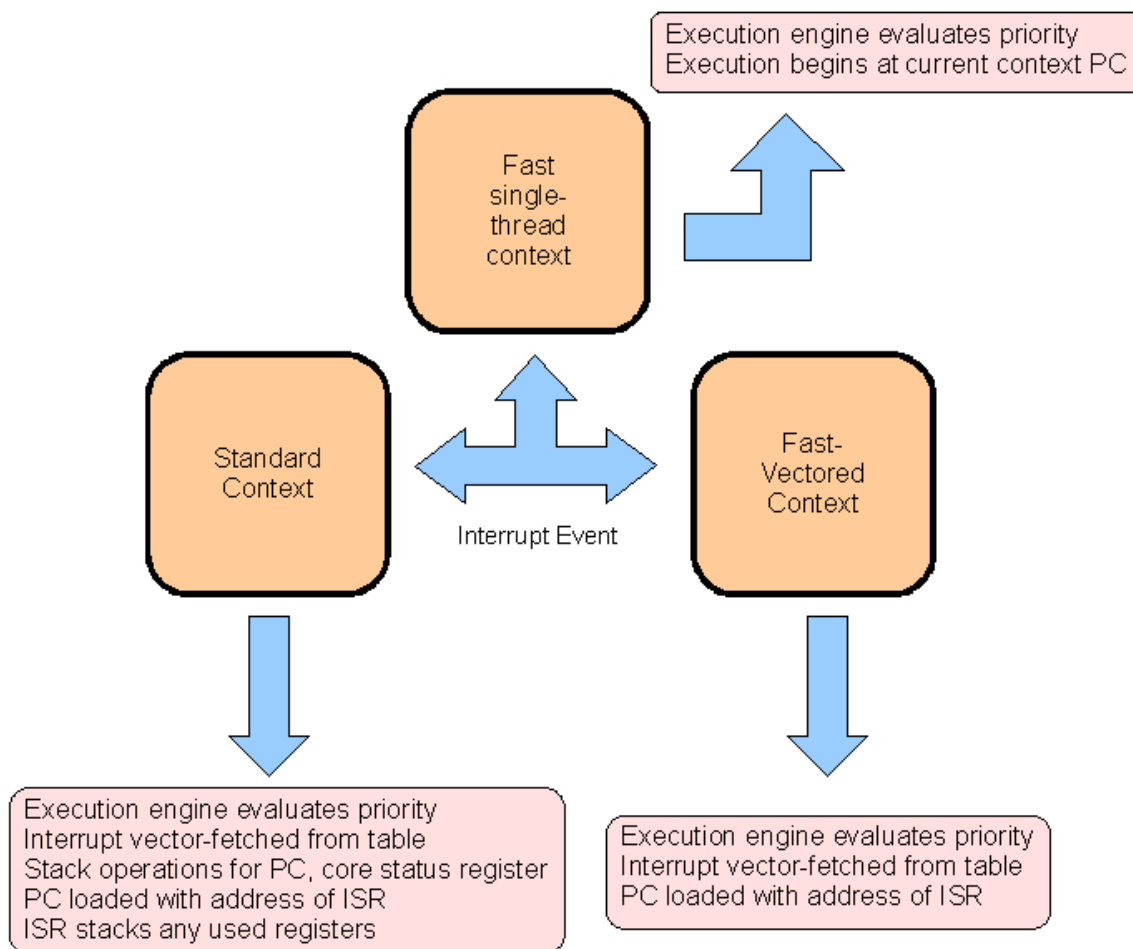 Execution engine evaluates priority
Execution begins at current context PC
Fast
single-
thread
context
Standard
Context
Fast-
Vectored
Context
Interrupt Event
Execution engine evaluates priority
Interrupt vector-fetched from table
Stack operations for PC, core status register
PC loaded with address of ISR
ISR stacks any used registers
Execution engine evaluates priority
Interrupt vector-fetched from table
PC loaded with address of ISR